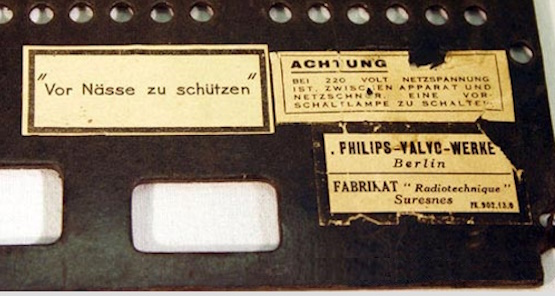 "Vor Nässe zu schützen"
ACHTUNG
BEI 220 VOLT NETZSPANNUNG
IST ZWISCHEN APPARAT UND
NETZSCHNUR EINE VOR-
SCHALTLAMPE ZU SCHALTEN
PHILIPS-VALVO-WERKE
Berlin
FABRIKAT "Radiotechnique"
Suresnes